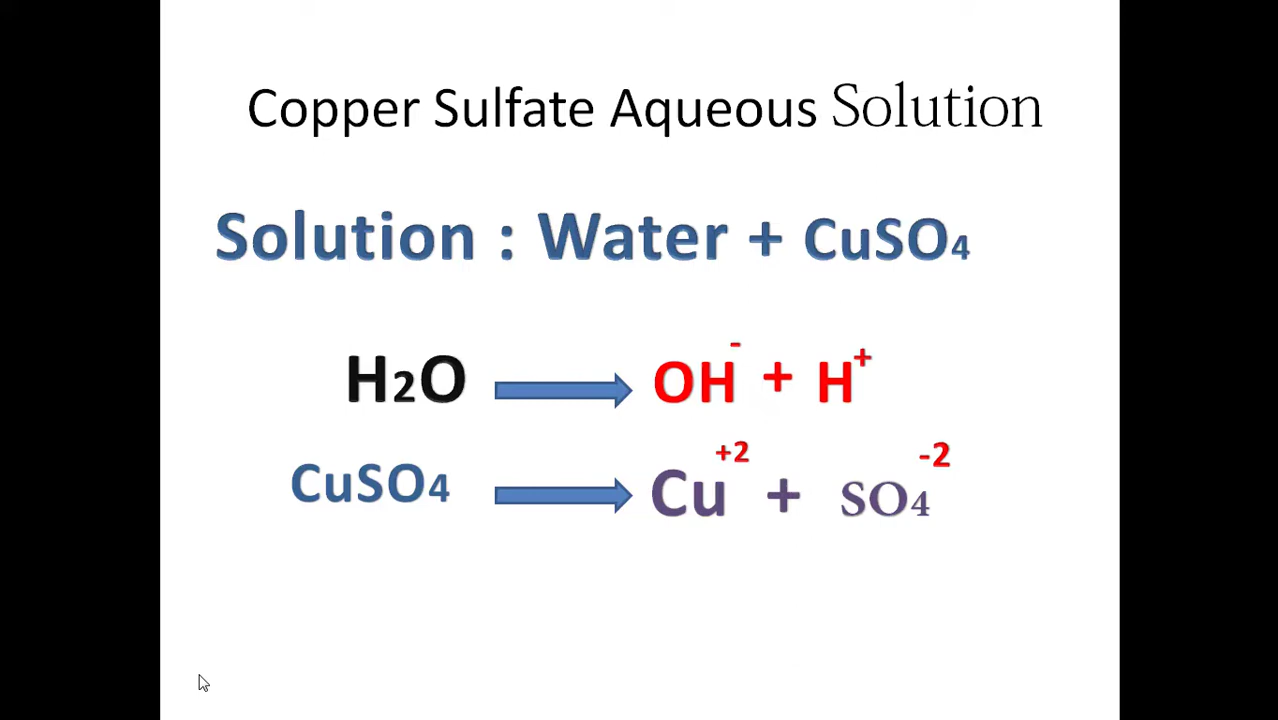 Copper Sulfate Aqueous Solution
Solution : Water + CuSO₄
H₂O OH⁻ + H⁺
CuSO₄ Cu⁺² + SO₄⁻²